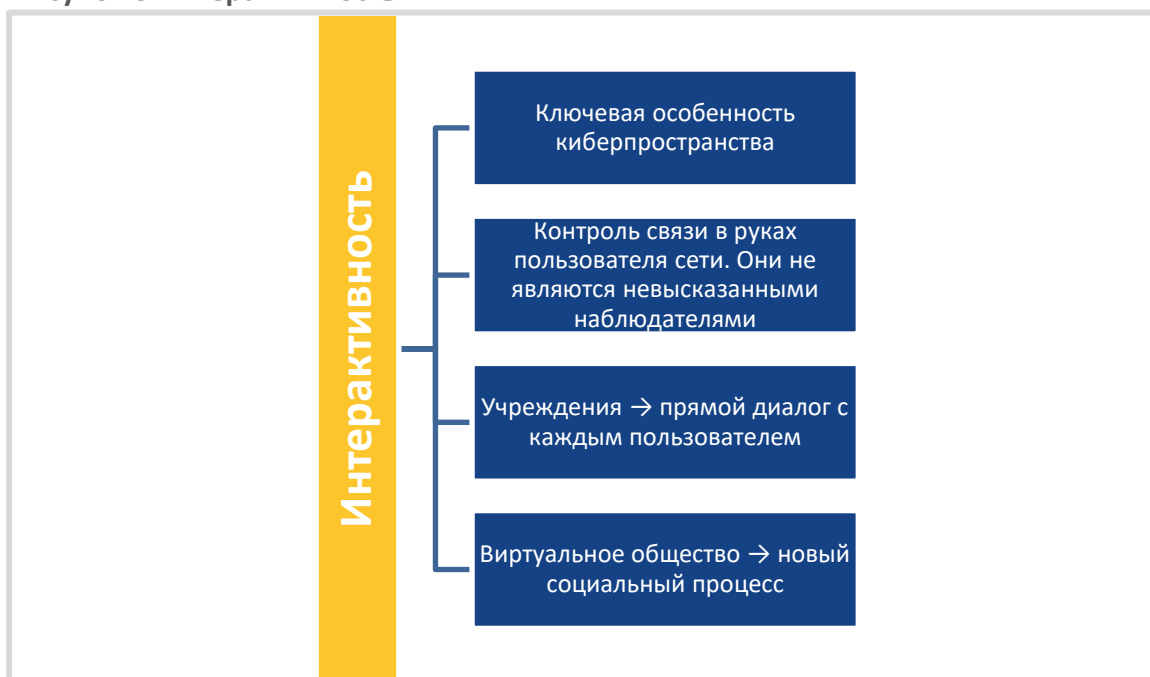 Интерактивность
Ключевая особенность
киберпространства
Контроль связи в руках
пользователя сети. Они не
являются невысказанными
наблюдателями
Учреждения → прямой диалог с
каждым пользователем
Виртуальное общество → новый
социальный процесс